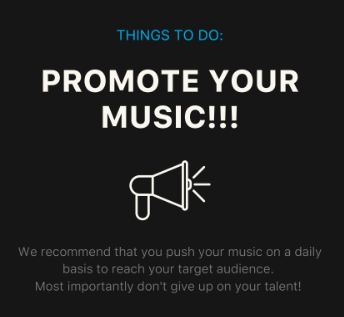 THINGS TO DO:
PROMOTE YOUR
MUSIC!!!
We recommend that you push your music on a daily
basis to reach your target audience.
Most importantly don't give up on your talent!